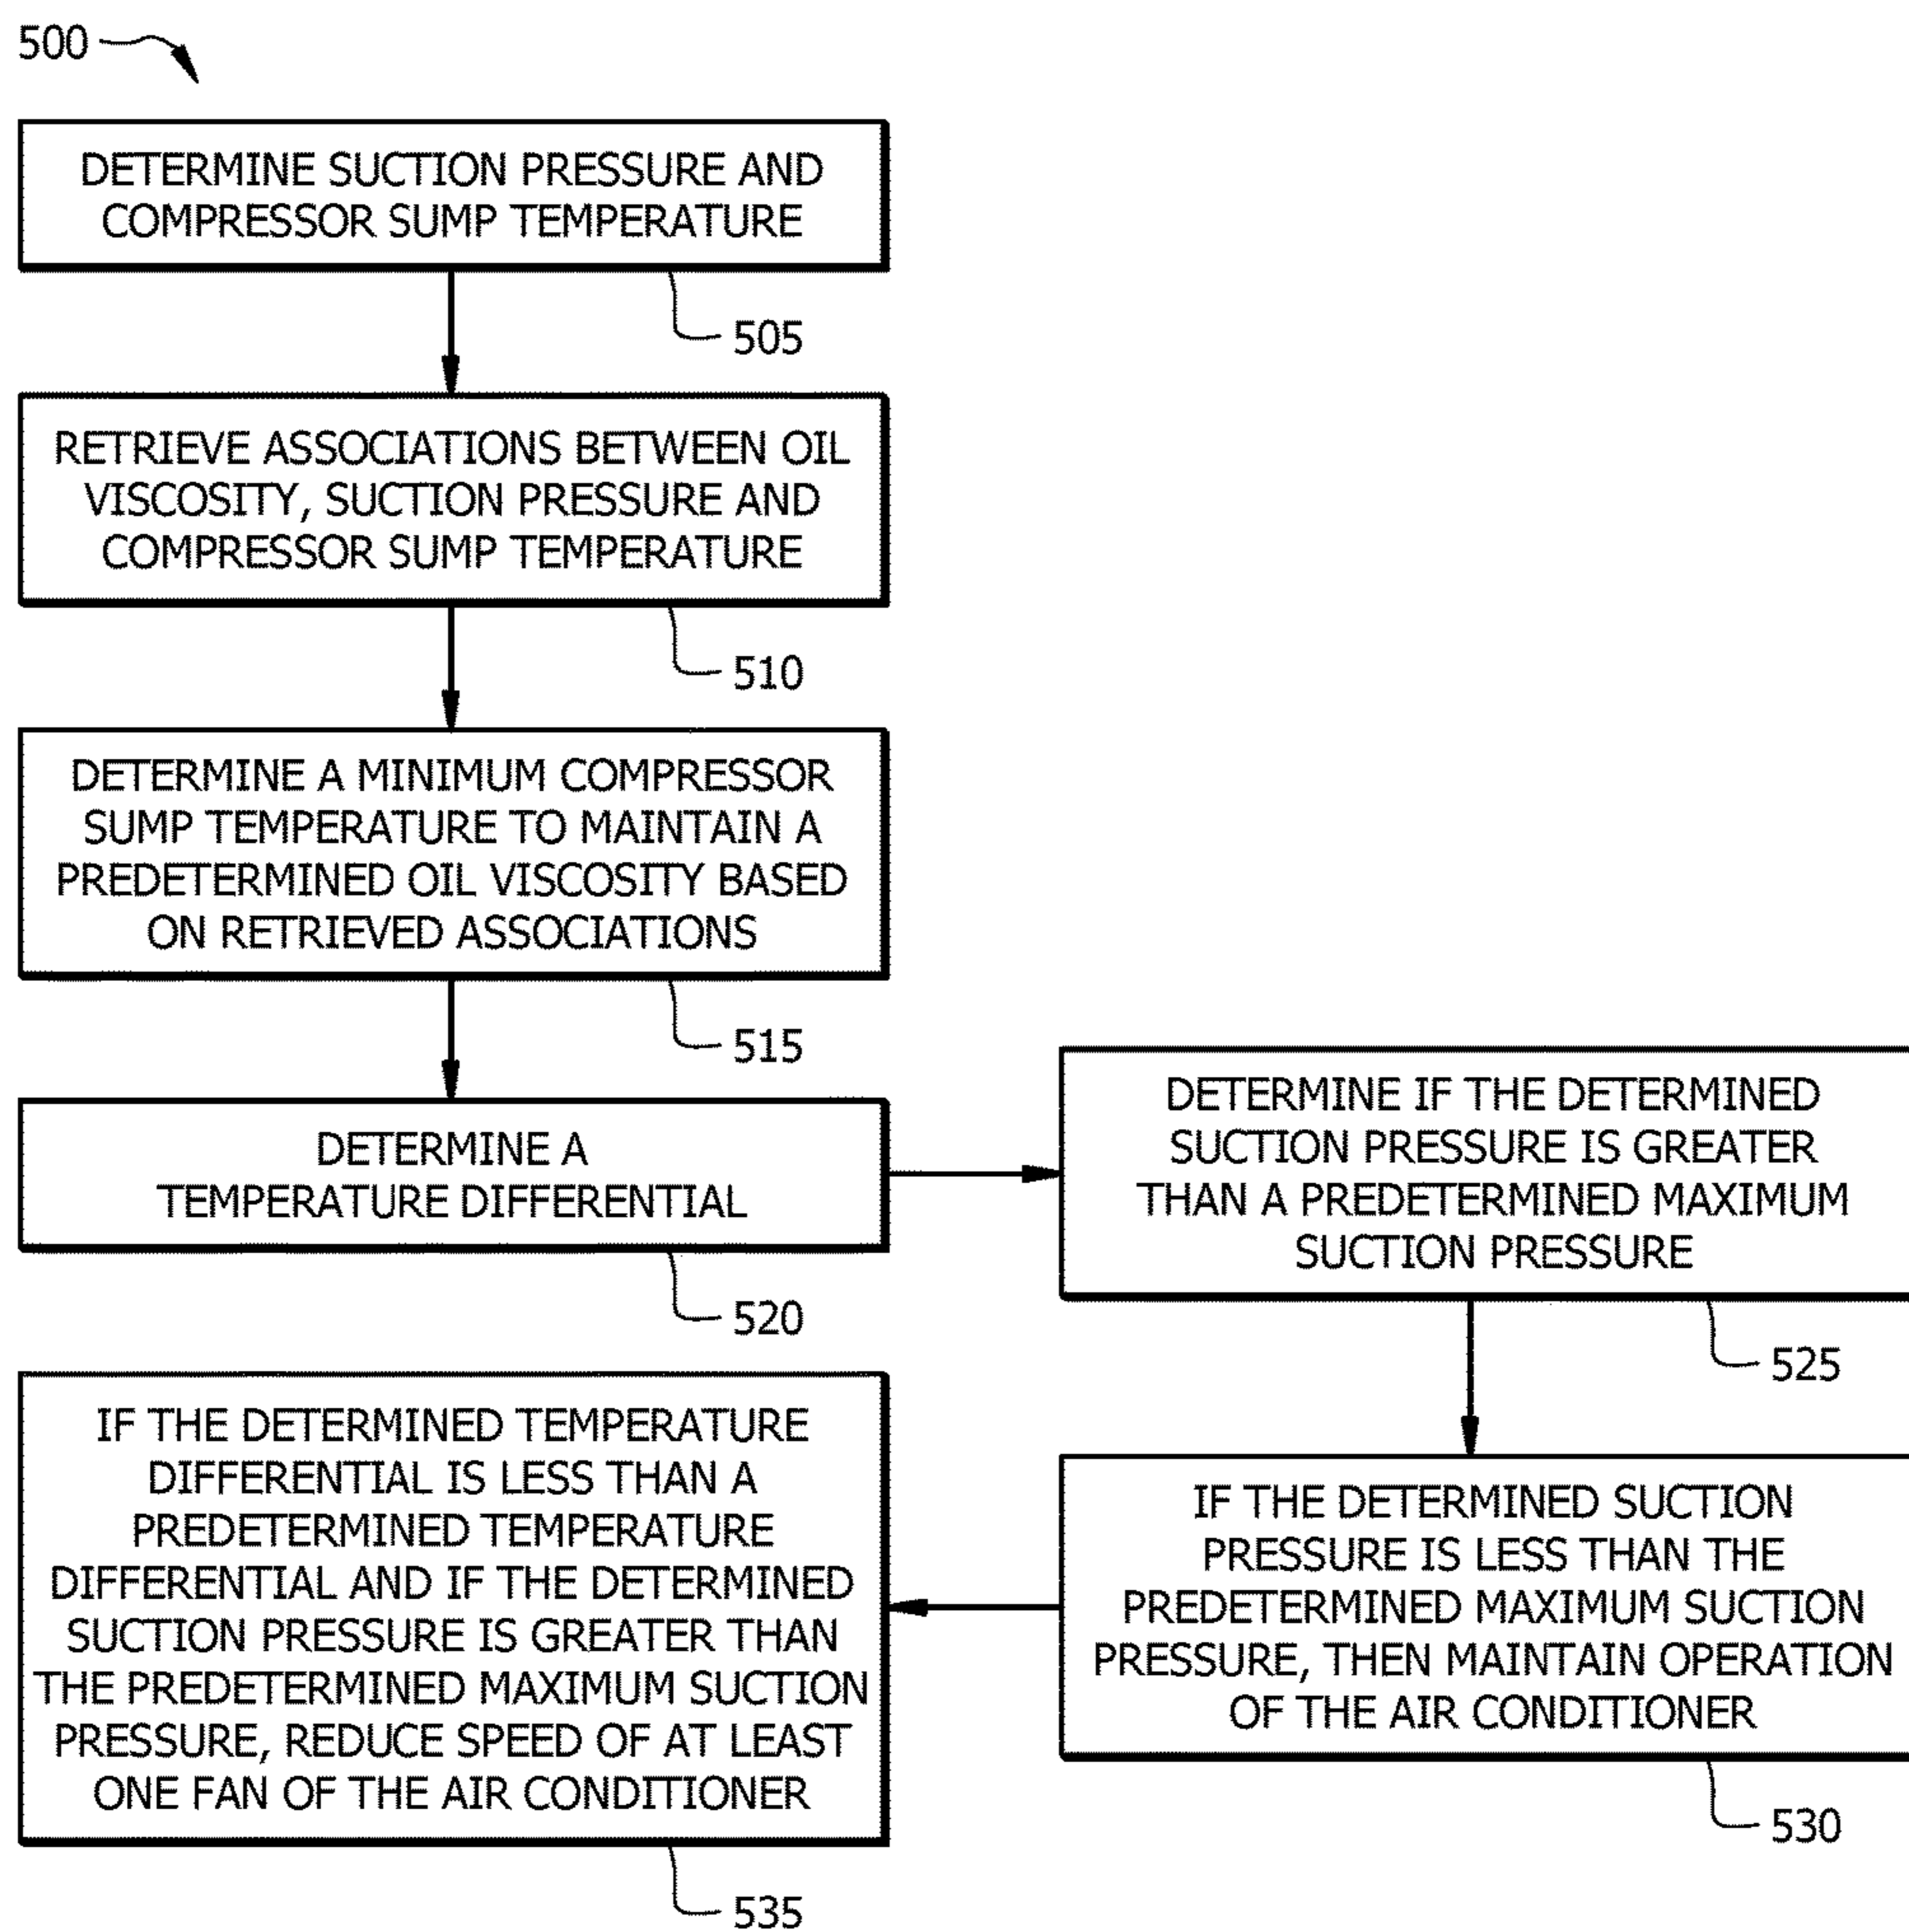 500
DETERMINE SUCTION PRESSURE AND
COMPRESSOR SUMP TEMPERATURE
505
RETRIEVE ASSOCIATIONS BETWEEN OIL
VISCOSITY, SUCTION PRESSURE AND
COMPRESSOR SUMP TEMPERATURE
510
DETERMINE A MINIMUM COMPRESSOR
SUMP TEMPERATURE TO MAINTAIN A
PREDETERMINED OIL VISCOSITY BASED
ON RETRIEVED ASSOCIATIONS
515
DETERMINE A
TEMPERATURE DIFFERENTIAL
520
DETERMINE IF THE DETERMINED
SUCTION PRESSURE IS GREATER
THAN A PREDETERMINED MAXIMUM
SUCTION PRESSURE
525
IF THE DETERMINED SUCTION
PRESSURE IS LESS THAN THE
PREDETERMINED MAXIMUM SUCTION
PRESSURE, THEN MAINTAIN OPERATION
OF THE AIR CONDITIONER
530
IF THE DETERMINED TEMPERATURE
DIFFERENTIAL IS LESS THAN A
PREDETERMINED TEMPERATURE
DIFFERENTIAL AND IF THE DETERMINED
SUCTION PRESSURE IS GREATER THAN
THE PREDETERMINED MAXIMUM SUCTION
PRESSURE, REDUCE SPEED OF AT LEAST
ONE FAN OF THE AIR CONDITIONER
535